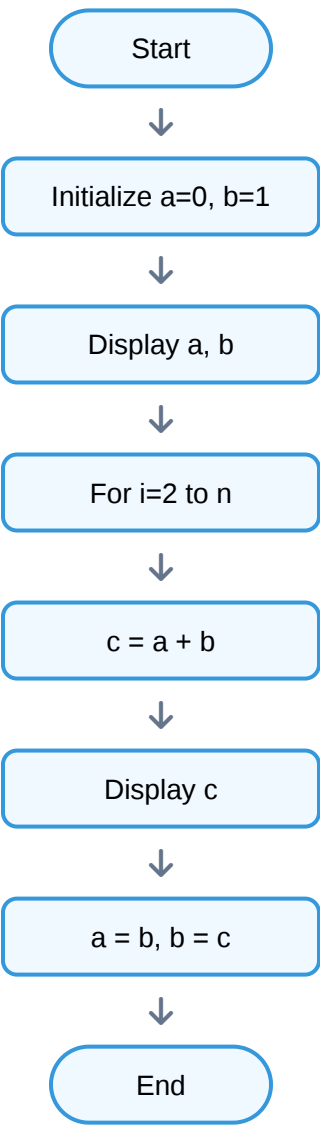 Start
Initialize a=0, b=1
Display a, b
For i=2 to n
c = a + b
Display c
a = b, b = c
End